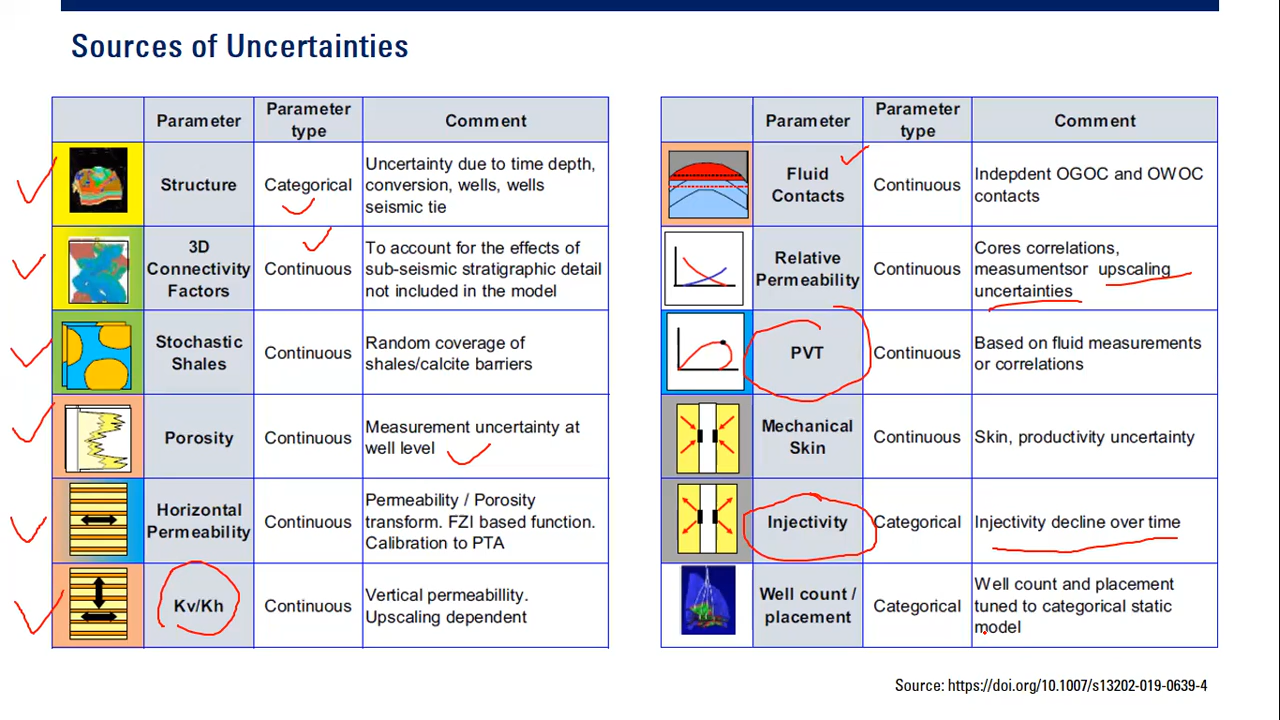 Sources of Uncertainties
Parameter
Parameter
type
Comment
Structure
Categorical
Uncertainty due to time depth,
conversion, wells, wells
seismic tie
3D
Connectivity
Factors
Continuous
To account for the effects of
sub-seismic stratigraphic detail
not included in the model
Stochastic
Shales
Continuous
Random coverage of
shales/calcite barriers
Porosity
Continuous
Measurement uncertainty at
well level
Horizontal
Permeability
Continuous
Permeability / Porosity
transform. FZI based function.
Calibration to PTA
Kv/Kh
Continuous
Vertical permeabillity.
Upscaling dependent
Parameter
Parameter
type
Comment
Fluid
Contacts
Continuous
Indepdent OGOC and OWOC
contacts
Relative
Permeability
Continuous
Cores correlations,
measumentsor upscaling
uncertainties
PVT
Continuous
Based on fluid measurements
or correlations
Mechanical
Skin
Continuous
Skin, productivity uncertainty
Injectivity
Categorical
Injectivity decline over time
Well count /
placement
Categorical
Well count and placement
tuned to categorical static
model
Source: https://doi.org/10.1007/s13202-019-0639-4